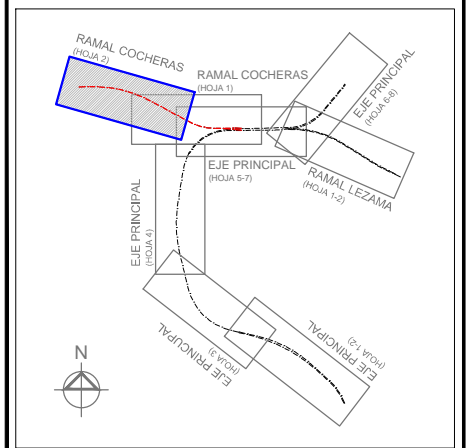 RAMAL COCHERAS
(HOJA 2)
RAMAL COCHERAS
(HOJA 1)
EJE PRINCIPAL
(HOJA 6-8)
EJE PRINCIPAL
(HOJA 5-7)
RAMAL LEZAMA
(HOJA 1-2)
EJE PRINCIPAL
(HOJA 4)
EJE PRINCUPAL
(HOJA 3)
EJE PRINCIPAL
(HOJA 1-2)
N